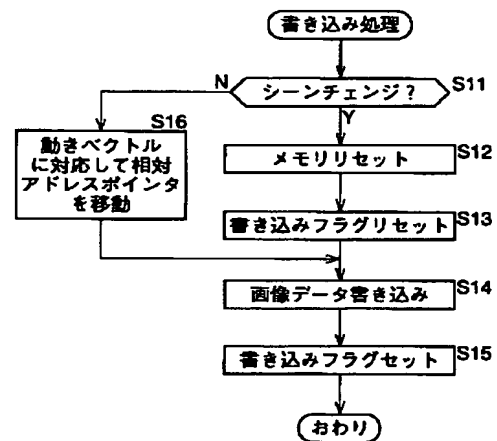 書き込み処理
シーンチェンジ?
S11
N
Y
S16
動きベクトル
に対応して相対
アドレスポインタ
を移動
メモリリセット
S12
書き込みフラグリセット
S13
画像データ書き込み
S14
書き込みフラグセット
S15
おわり